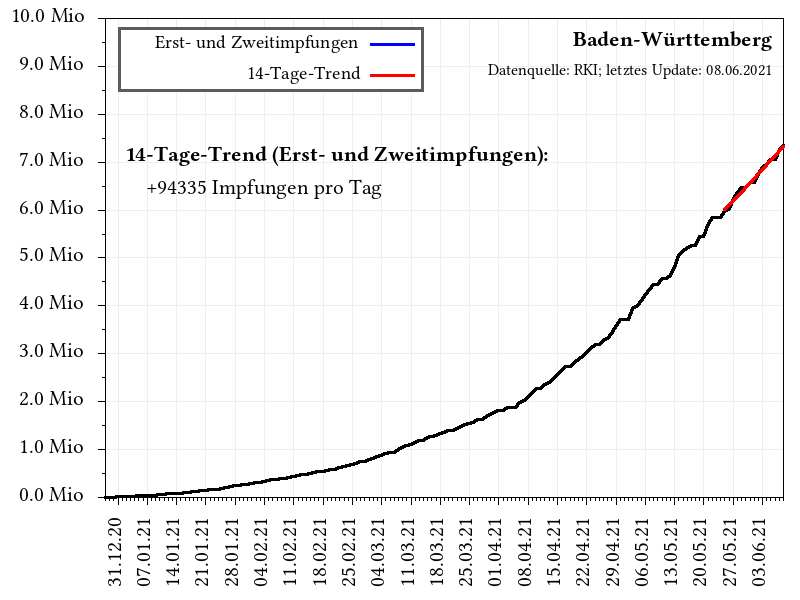 10.0 Mio
9.0 Mio
8.0 Mio
7.0 Mio
6.0 Mio
5.0 Mio
4.0 Mio
3.0 Mio
2.0 Mio
1.0 Mio
0.0 Mio
Erst- und Zweitimpfungen
14-Tage-Trend
Baden-Württemberg
Datenquelle: RKI; letztes Update: 08.06.2021
14-Tage-Trend (Erst- und Zweitimpfungen):
+94335 Impfungen pro Tag
31.12.20
07.01.21
14.01.21
21.01.21
28.01.21
04.02.21
11.02.21
18.02.21
25.02.21
04.03.21
11.03.21
18.03.21
25.03.21
01.04.21
08.04.21
15.04.21
22.04.21
29.04.21
06.05.21
13.05.21
20.05.21
27.05.21
03.06.21